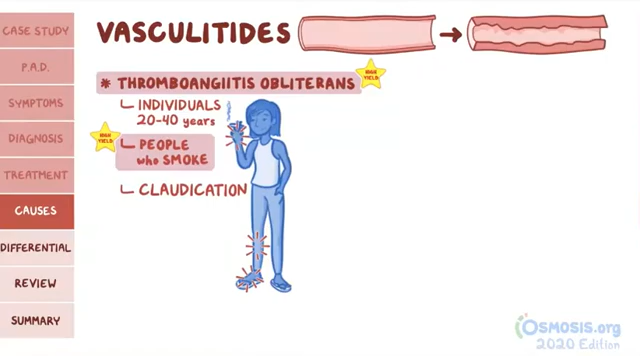 CASE STUDY
P.A.D.
SYMPTOMS
DIAGNOSIS
TREATMENT
CAUSES
DIFFERENTIAL
REVIEW
SUMMARY
VASCULITIDES
* THROMBOANGIITIS OBLITERANS
HIGH
YIELD
INDIVIDUALS
20-40 years
HIGH
YIELD
PEOPLE
who SMOKE
CLAUDICATION
OSMOSIS.org
2020 Edition